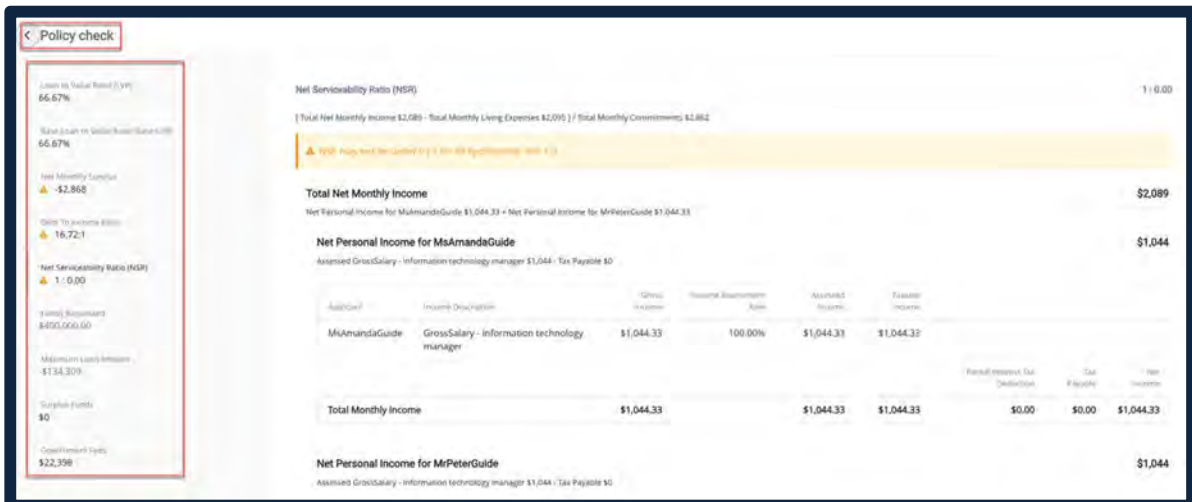 Policy check
Loan to Value Ratio (LVR)
66.67%
66.67%
Net Monthly Surplus
-$2,868
Debt To Income Ratio
16.72:1
Net Serviceability Ratio (NSR)
1 : 0.00
Funds Required
$400,000.00
Maximum Loan Amount
-$134,309
Surplus Funds
$0
Government Fees
$22,398
Net Serviceability Ratio (NSR) 1 : 0.00
[ Total Net Monthly Income $2,089 - Total Monthly Living Expenses $2,095 ] / Total Monthly Commitments $2,862
Total Net Monthly Income $2,089
Net Personal Income for MsAmandaGuide $1,044.33 + Net Personal Income for MrPeterGuide $1,044.33
Net Personal Income for MsAmandaGuide $1,044
Assessed GrossSalary - information technology manager $1,044 - Tax Payable $0
Applicant Income Description Gross Income Income Assessment Rate Assessed Income Taxable Income
MsAmandaGuide GrossSalary - information technology manager $1,044.33 100.00% $1,044.33 $1,044.33
Tax Payable Net Income
Total Monthly Income $1,044.33 $1,044.33 $1,044.33 $0.00 $0.00 $1,044.33
Net Personal Income for MrPeterGuide $1,044
Assessed GrossSalary - information technology manager $1,044 - Tax Payable $0